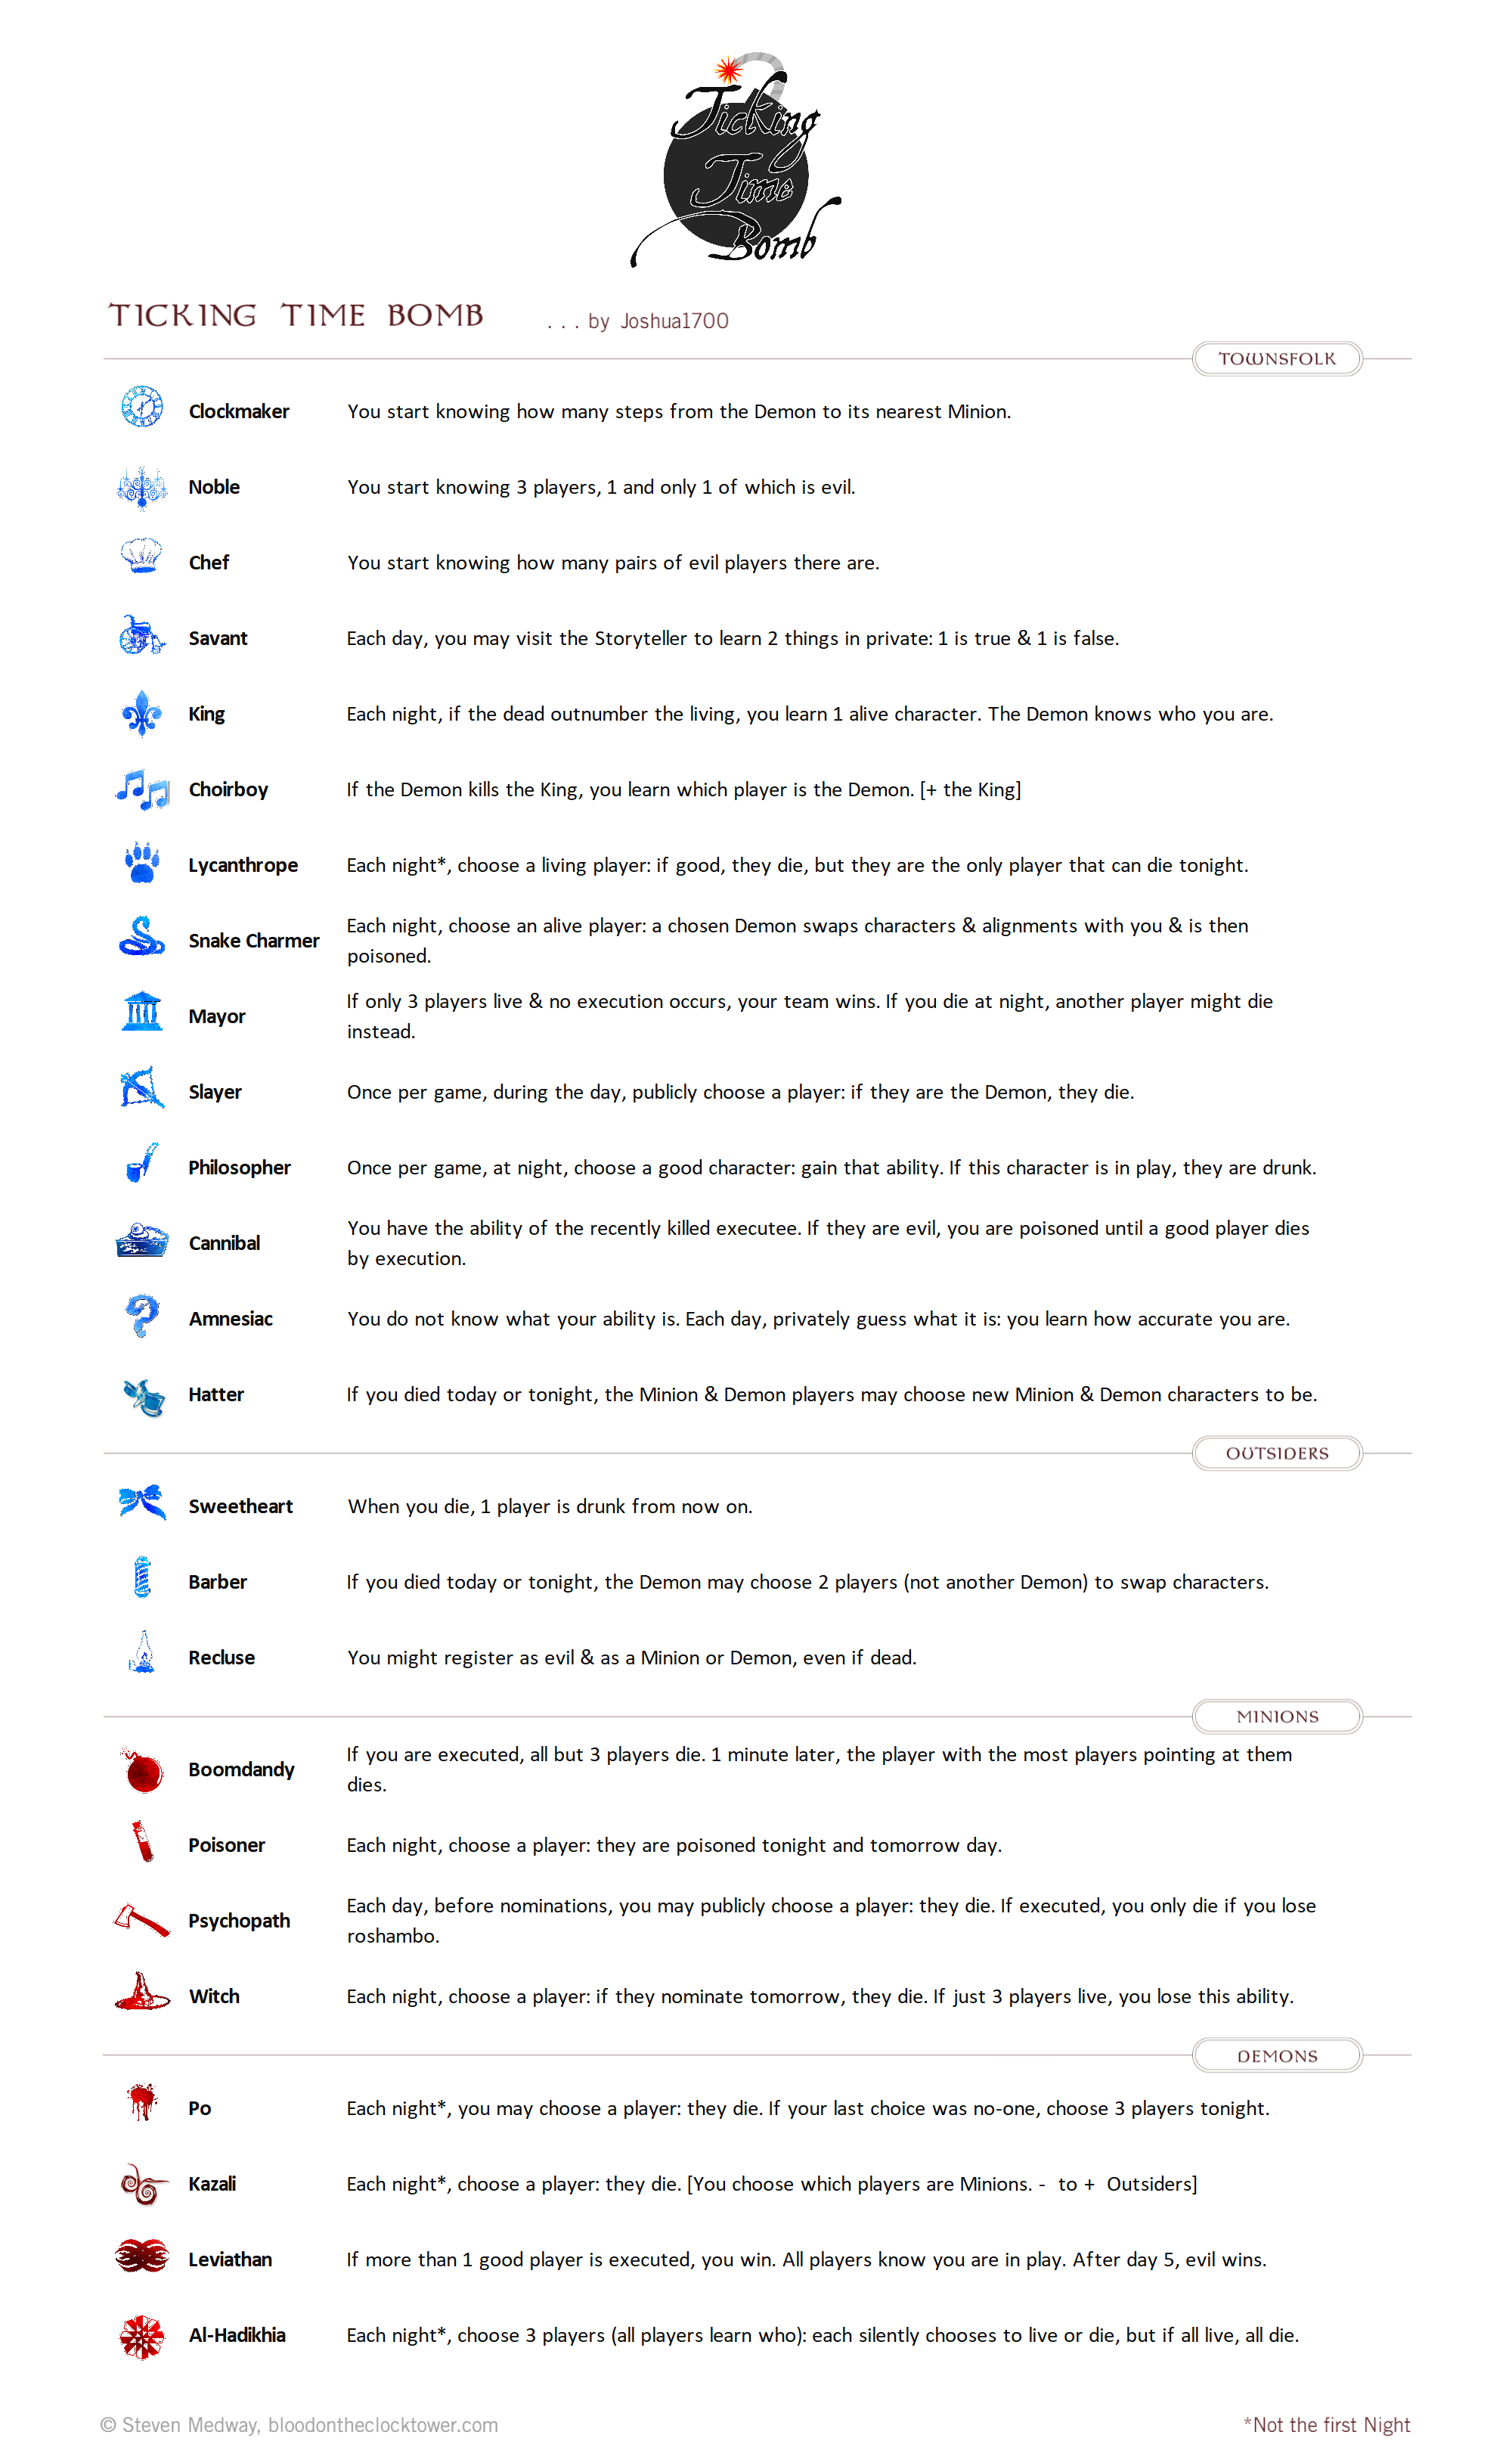 Ticking
Time
Bomb
TICKING TIME BOMB . . . by Joshua1700
TOWNSFOLK
Clockmaker You start knowing how many steps from the Demon to its nearest Minion.
Noble You start knowing 3 players, 1 and only 1 of which is evil.
Chef You start knowing how many pairs of evil players there are.
Savant Each day, you may visit the Storyteller to learn 2 things in private: 1 is true & 1 is false.
King Each night, if the dead outnumber the living, you learn 1 alive character. The Demon knows who you are.
Choirboy If the Demon kills the King, you learn which player is the Demon. [+ the King]
Lycanthrope Each night*, choose a living player: if good, they die, but they are the only player that can die tonight.
Snake Charmer Each night, choose an alive player: a chosen Demon swaps characters & alignments with you & is then
poisoned.
Mayor If only 3 players live & no execution occurs, your team wins. If you die at night, another player might die
instead.
Slayer Once per game, during the day, publicly choose a player: if they are the Demon, they die.
Philosopher Once per game, at night, choose a good character: gain that ability. If this character is in play, they are drunk.
Cannibal You have the ability of the recently killed executee. If they are evil, you are poisoned until a good player dies
by execution.
Amnesiac You do not know what your ability is. Each day, privately guess what it is: you learn how accurate you are.
Hatter If you died today or tonight, the Minion & Demon players may choose new Minion & Demon characters to be.
OUTSIDERS
Sweetheart When you die, 1 player is drunk from now on.
Barber If you died today or tonight, the Demon may choose 2 players (not another Demon) to swap characters.
Recluse You might register as evil & as a Minion or Demon, even if dead.
MINIONS
Boomdandy If you are executed, all but 3 players die. 1 minute later, the player with the most players pointing at them
dies.
Poisoner Each night, choose a player: they are poisoned tonight and tomorrow day.
Psychopath Each day, before nominations, you may publicly choose a player: they die. If executed, you only die if you lose
roshambo.
Witch Each night, choose a player: if they nominate tomorrow, they die. If just 3 players live, you lose this ability.
DEMONS
Po Each night*, you may choose a player: they die. If your last choice was no-one, choose 3 players tonight.
Kazali Each night*, choose a player: they die. [You choose which players are Minions. - to + Outsiders]
Leviathan If more than 1 good player is executed, you win. All players know you are in play. After day 5, evil wins.
Al-Hadikhia Each night*, choose 3 players (all players learn who): each silently chooses to live or die, but if all live, all die.
© Steven Medway, bloodontheclocktower.com *Not the first Night